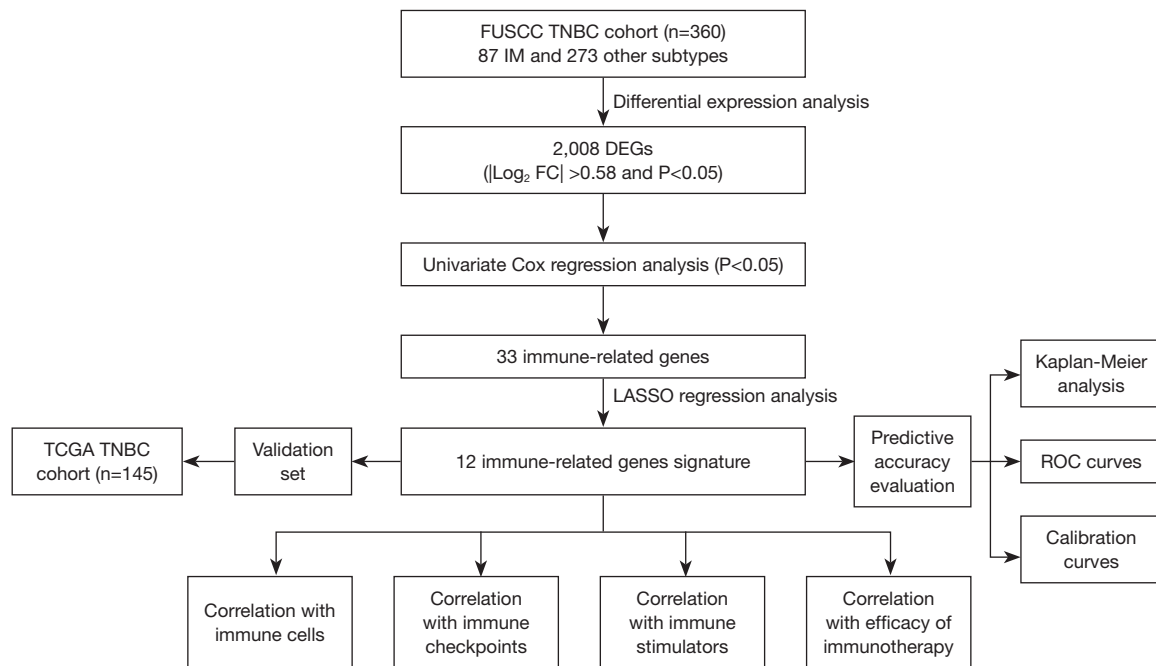 FUSCC TNBC cohort (n=360)
87 IM and 273 other subtypes
Differential expression analysis
2,008 DEGs
(|Log₂ FC| >0.58 and P<0.05)
Univariate Cox regression analysis (P<0.05)
33 immune-related genes
LASSO regression analysis
TCGA TNBC
cohort (n=145)
Validation
set
12 immune-related genes signature
Predictive
accuracy
evaluation
Kaplan-Meier
analysis
ROC curves
Calibration
curves
Correlation with
immune cells
Correlation
with immune
checkpoints
Correlation
with immune
stimulators
Correlation
with efficacy of
immunotherapy